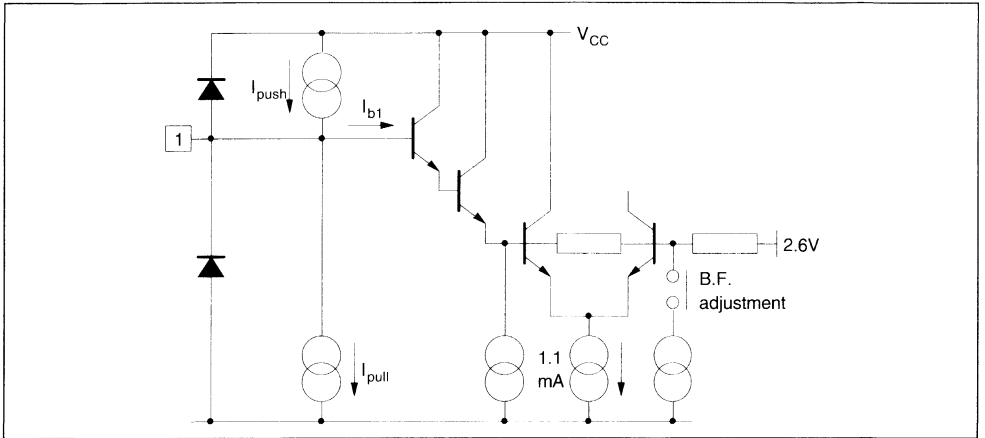 V_CC
I_push
I_b1
1
2.6V
B.F.
adjustment
1.1
mA
I_pull